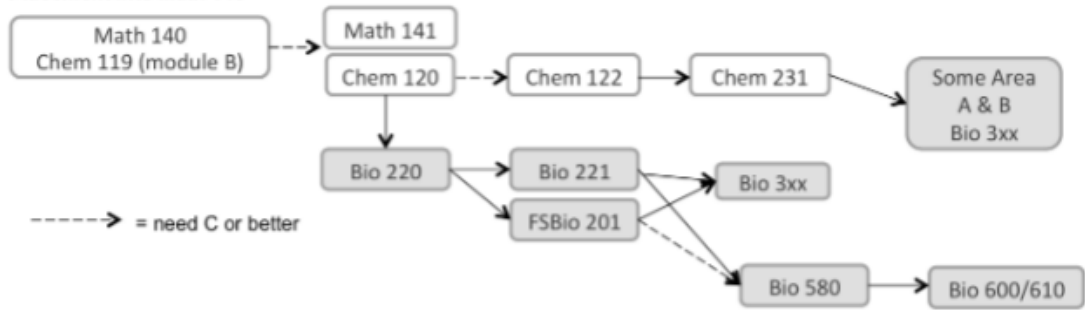 Math 140
Chem 119 (module B)
Math 141
Chem 120
Chem 122
Chem 231
Some Area
A & B
Bio 3xx
Bio 220
Bio 221
Bio 3xx
FSBio 201
= need C or better
Bio 580
Bio 600/610